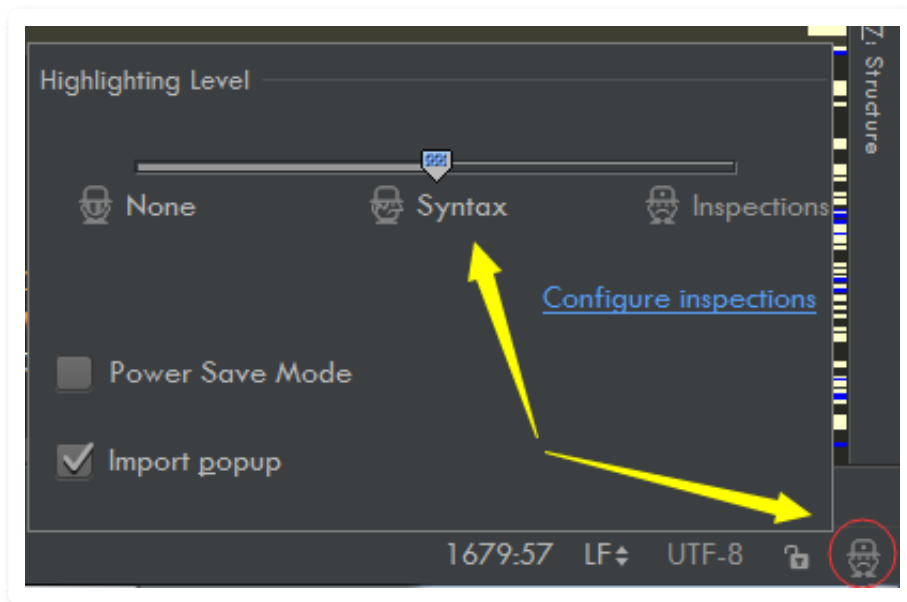 Highlighting Level
None
Syntax
Inspections
Configure inspections
Power Save Mode
Import popup
1679:57 LF UTF-8
Z: Structure